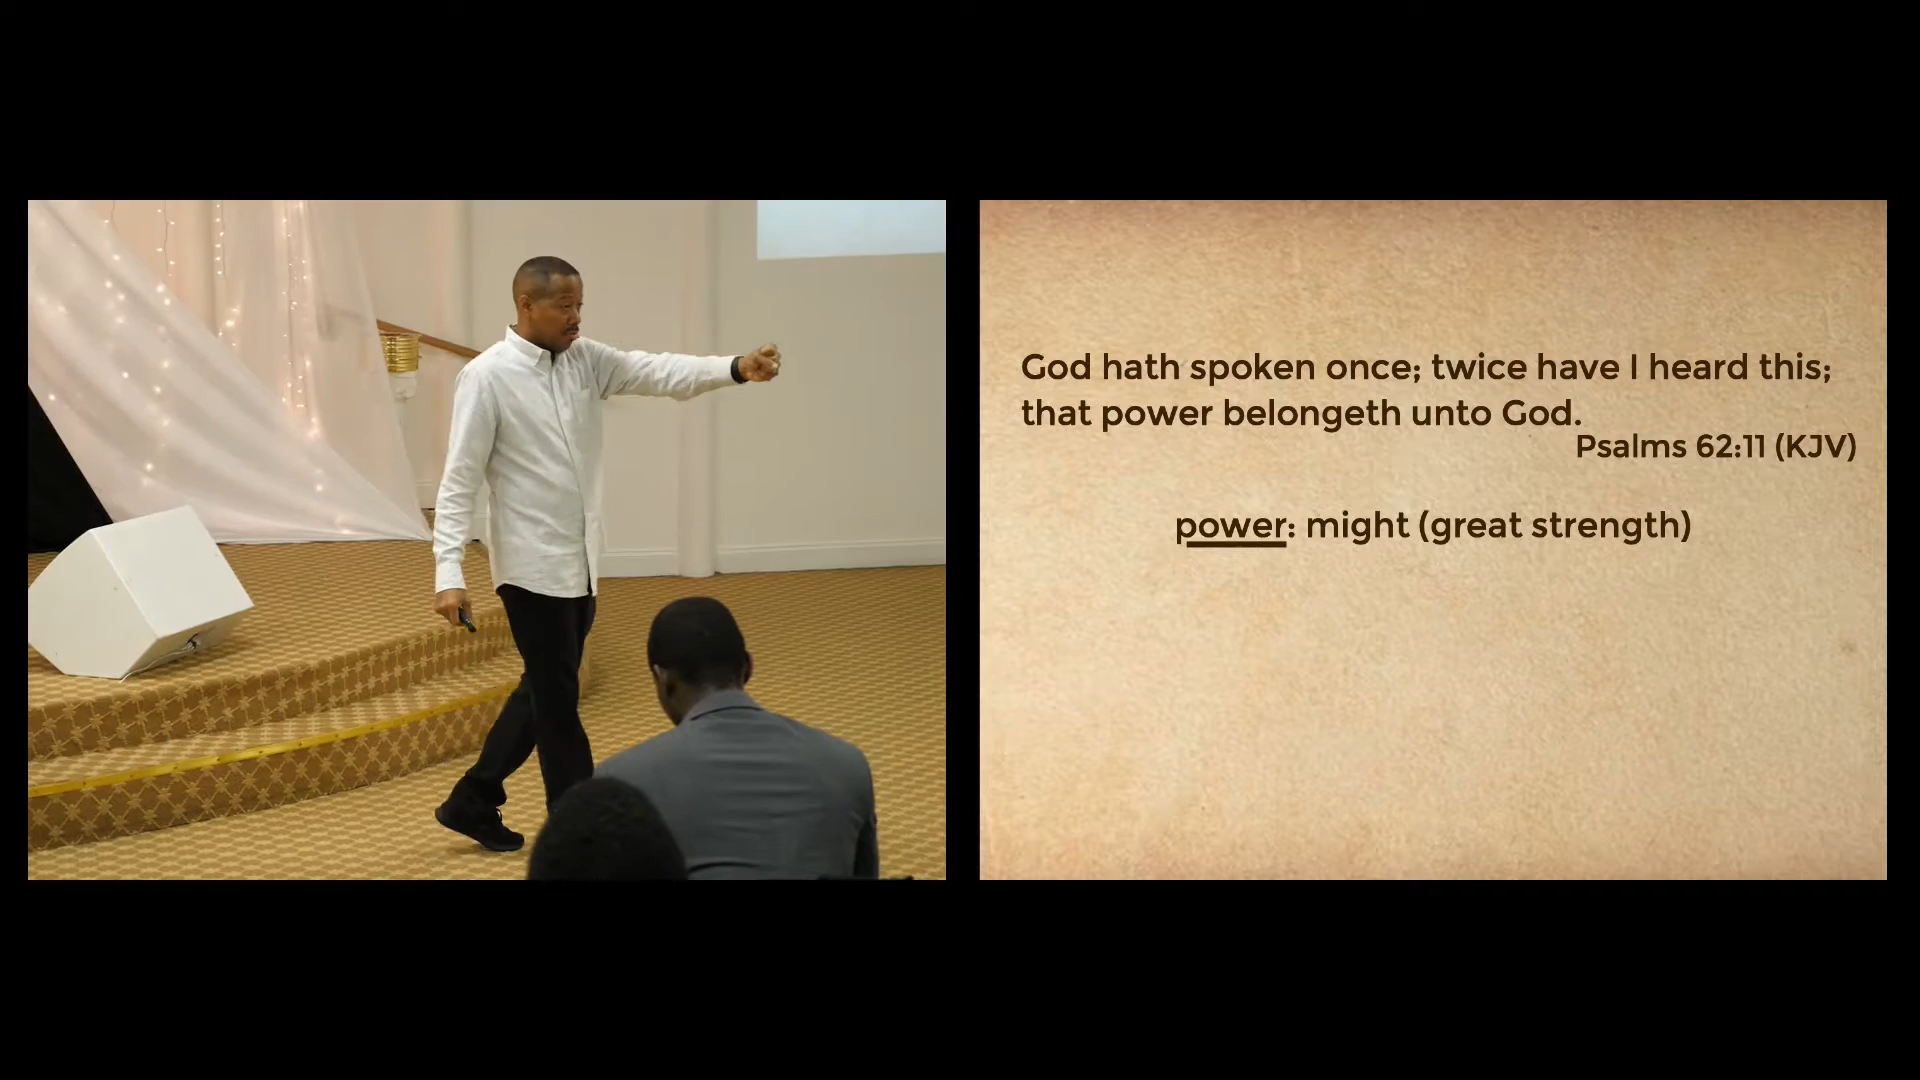 God hath spoken once; twice have I heard this;
that power belongeth unto God.
Psalms 62:11 (KJV)
power: might (great strength)